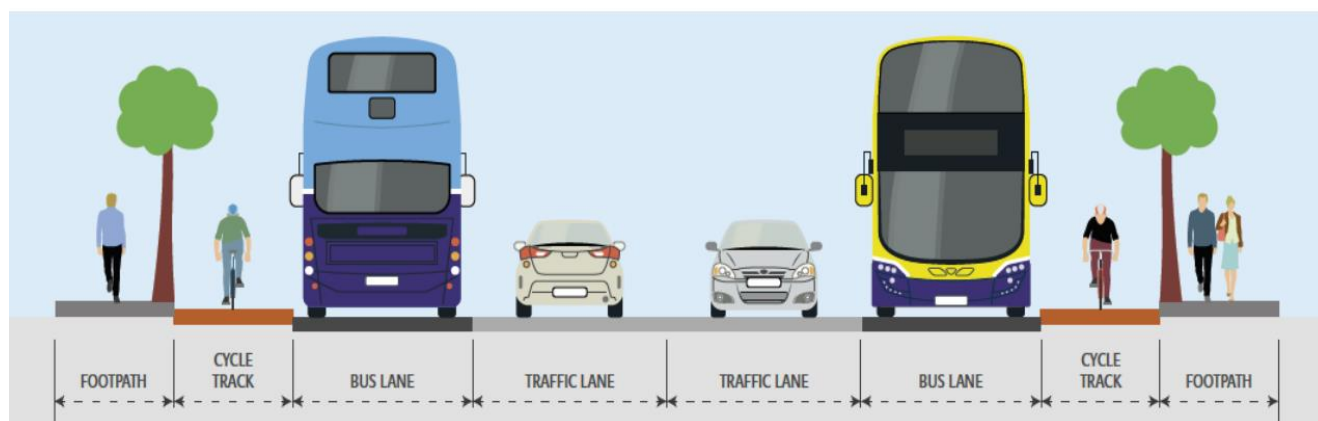 FOOTPATH
CYCLE
TRACK
BUS LANE
TRAFFIC LANE
TRAFFIC LANE
BUS LANE
CYCLE
TRACK
FOOTPATH